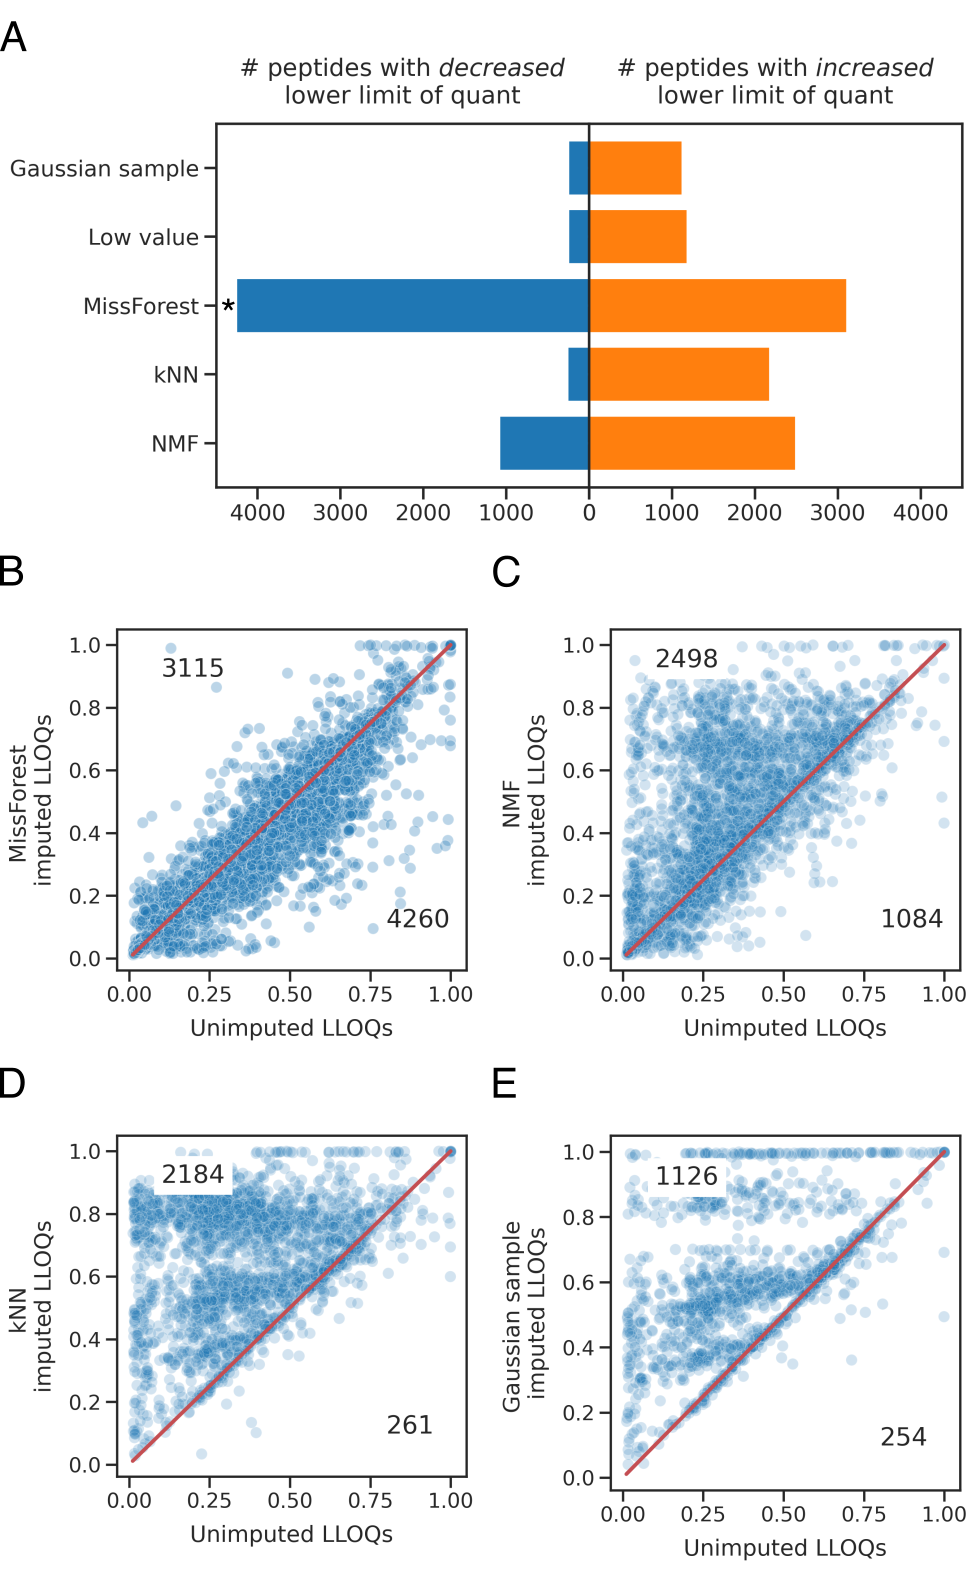 A
# peptides with decreased
lower limit of quant
# peptides with increased
lower limit of quant
Gaussian sample
Low value
MissForest
*
kNN
NMF
4000 3000 2000 1000 0 1000 2000 3000 4000
B
MissForest
imputed LLOQs
1.0
0.8
0.6
0.4
0.2
0.0
3115
4260
0.00 0.25 0.50 0.75 1.00
Unimputed LLOQs
C
NMF
imputed LLOQs
1.0
0.8
0.6
0.4
0.2
0.0
2498
1084
0.00 0.25 0.50 0.75 1.00
Unimputed LLOQs
D
kNN
imputed LLOQs
1.0
0.8
0.6
0.4
0.2
0.0
2184
261
0.00 0.25 0.50 0.75 1.00
Unimputed LLOQs
E
Gaussian sample
imputed LLOQs
1.0
0.8
0.6
0.4
0.2
0.0
1126
254
0.00 0.25 0.50 0.75 1.00
Unimputed LLOQs